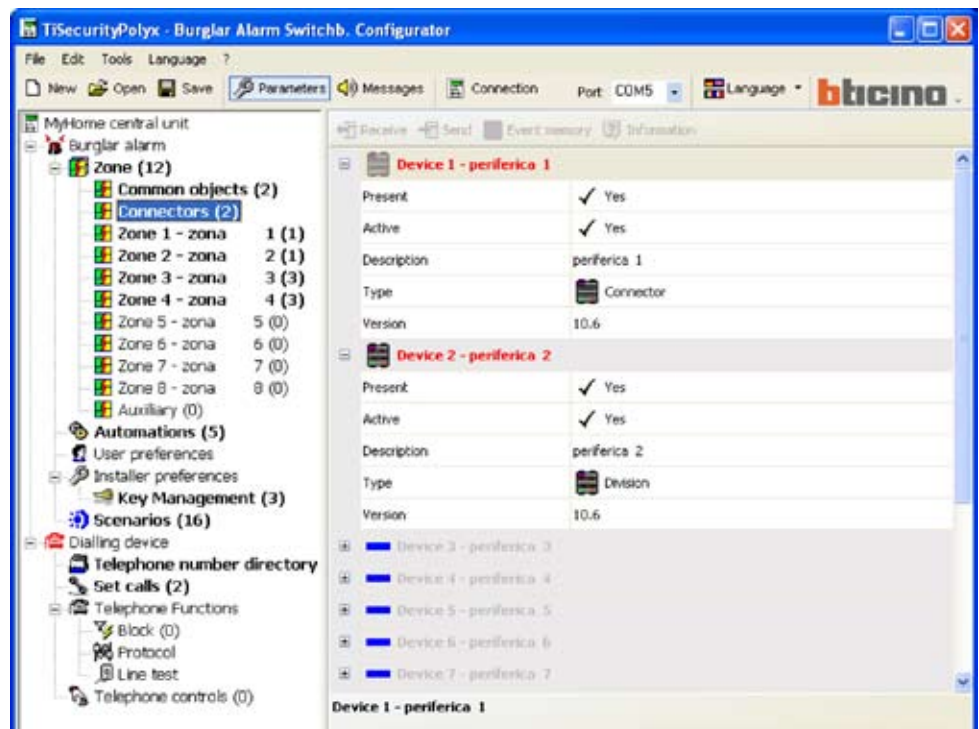 TiSecurityPolyx - Burglar Alarm Switchb. Configurator
File Edit Tools Language ?
New Open Save Parameters Messages Connection Port COM5 Language bticino
MyHome central unit
Burglar alarm
Zone (12)
Common objects (2)
Connectors (2)
Zone 1 - zona 1 (1)
Zone 2 - zona 2 (1)
Zone 3 - zona 3 (3)
Zone 4 - zona 4 (3)
Zone 5 - zona 5 (0)
Zone 6 - zona 6 (0)
Zone 7 - zona 7 (0)
Zone 8 - zona 8 (0)
Auxiliary (0)
Automations (5)
User preferences
Installer preferences
Key Management (3)
Scenarios (16)
Dialling device
Telephone number directory
Set calls (2)
Telephone Functions
Block (0)
Protocol
Line test
Telephone controls (0)
Receive Send Event memory Information
Device 1 - periferica 1
Present Yes
Active Yes
Description periferica 1
Type Connector
Version 10.6
Device 2 - periferica 2
Present Yes
Active Yes
Description periferica 2
Type Division
Version 10.6
Device 3 - periferica 3
Device 4 - periferica 4
Device 5 - periferica 5
Device 6 - periferica 6
Device 7 - periferica 7
Device 1 - periferica 1